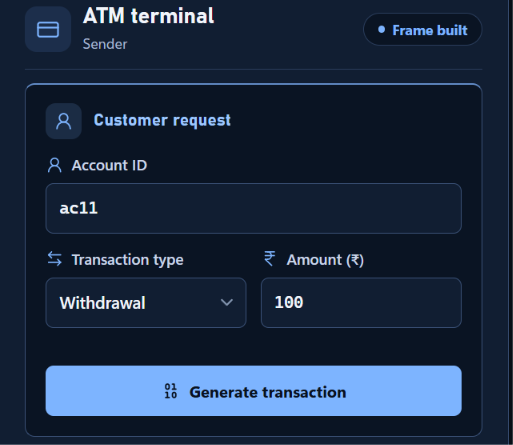 ATM terminal
Sender
Frame built
Customer request
Account ID
ac11
Transaction type
Amount (₹)
Withdrawal
100
01
10
Generate transaction